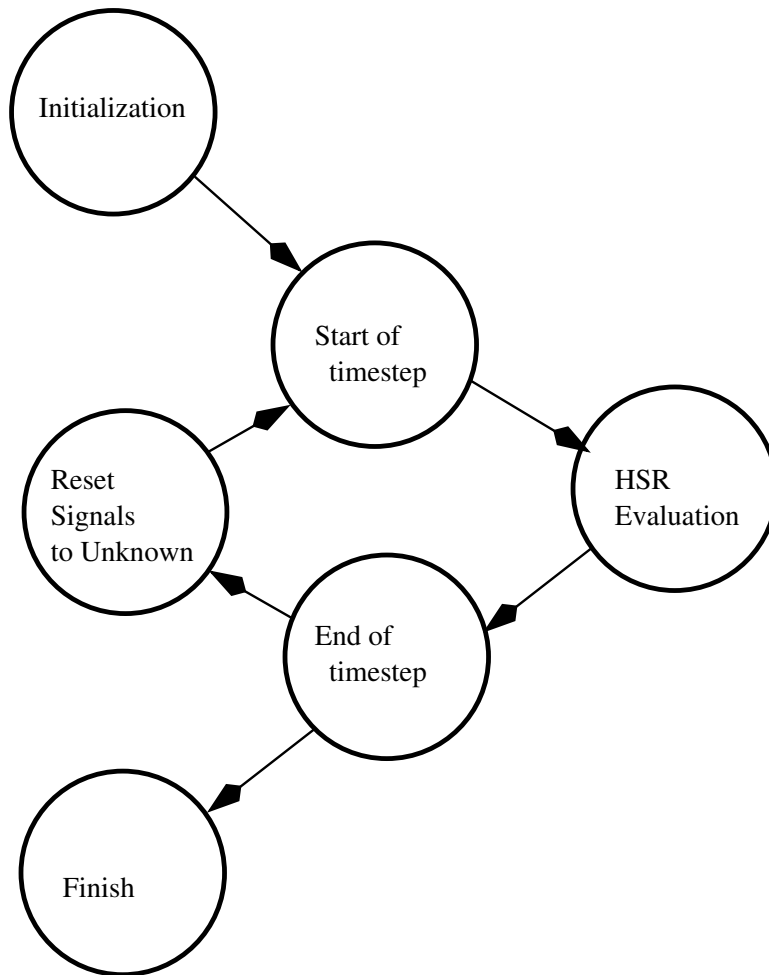 Initialization
Start of
timestep
HSR
Evaluation
Reset
Signals
to Unknown
End of
timestep
Finish